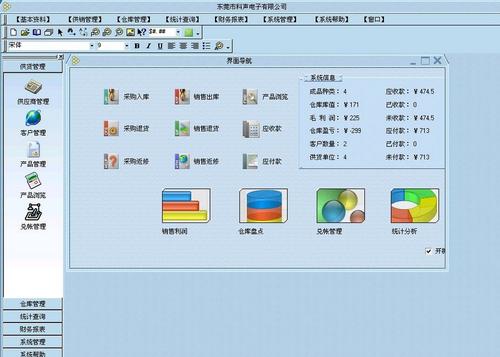 东莞市科声电子有限公司
【基本资料】 【供销管理】 【仓库管理】 【统计查询】 【财务报表】 【系统管理】 【系统帮助】 【窗口】
$#.##
宋体 9 B I U
供货管理
供应商管理
客户管理
产品管理
产品浏览
兑帐管理
仓库管理
统计查询
财务报表
系统管理
系统帮助
界面导航
采购入库 销售出库 产品浏览
采购退货 销售退货 应收款
采购返修 销售返修 应付款
系统信息
成品种类：4 应收款：￥474.5
仓库库值：￥171 已收款：0
毛 利 润：￥225 未收款：￥474.5
仓库盈亏：￥-299 应付款：￥713
客户数量：2 已付款：0
供货单位：4 未付款：￥713
销售利润 仓库盘点 兑帐管理 统计分析